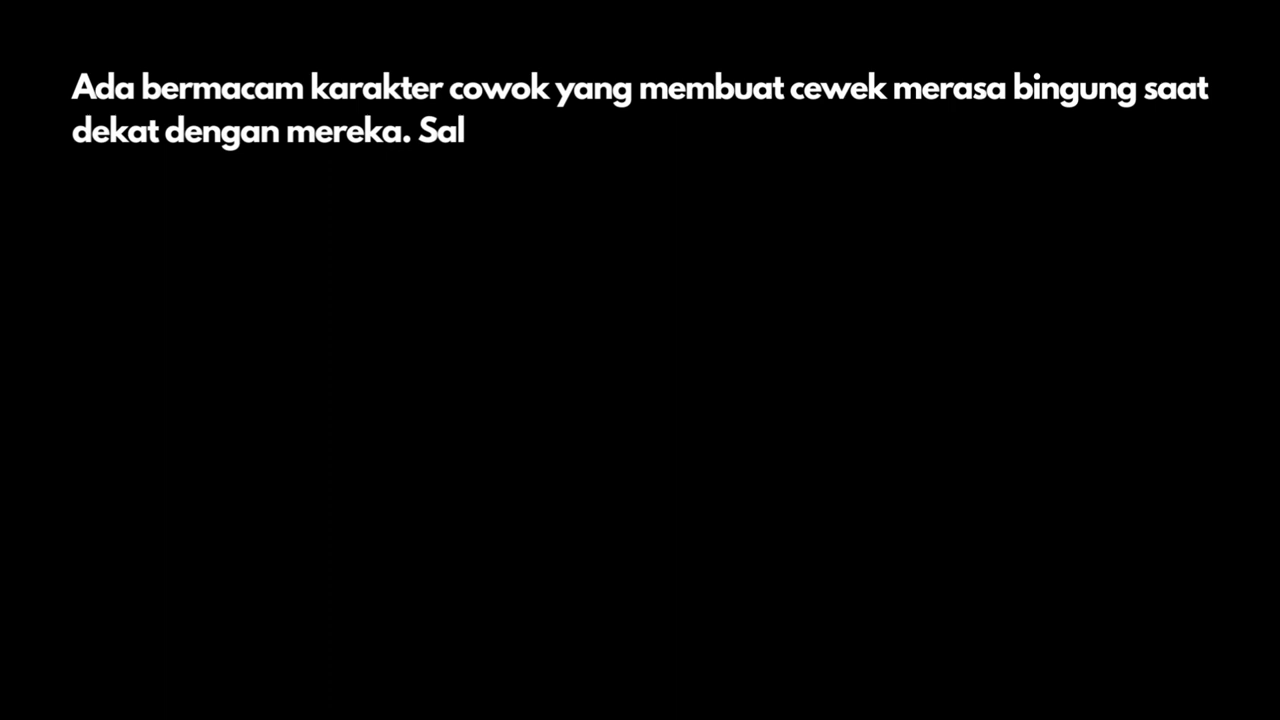 Ada bermacam karakter cowok yang membuat cewek merasa bingung saat
dekat dengan mereka. Sal